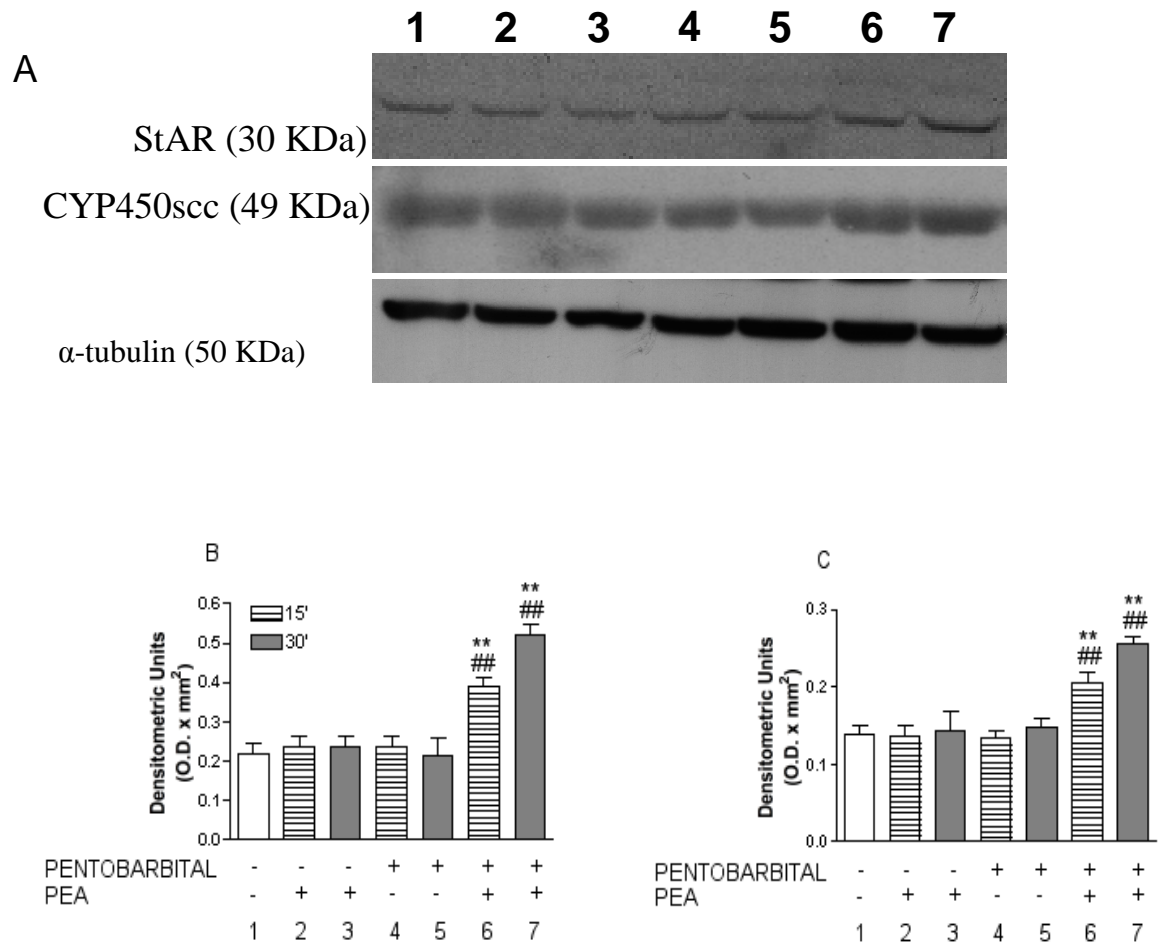 1 2 3 4 5 6 7
A
StAR (30 KDa)
CYP450scc (49 KDa)
α-tubulin (50 KDa)
B
Densitometric Units
(O.D. x mm²)
0.6
0.5
0.4
0.3
0.2
0.1
0.0
15'
30'
**
##
**
##
PENTOBARBITAL - - - + + + +
PEA - + + - - + +
1 2 3 4 5 6 7
C
Densitometric Units
(O.D. x mm²)
0.3
0.2
0.1
0.0
**
##
**
##
PENTOBARBITAL - - - + + + +
PEA - + + - - + +
1 2 3 4 5 6 7